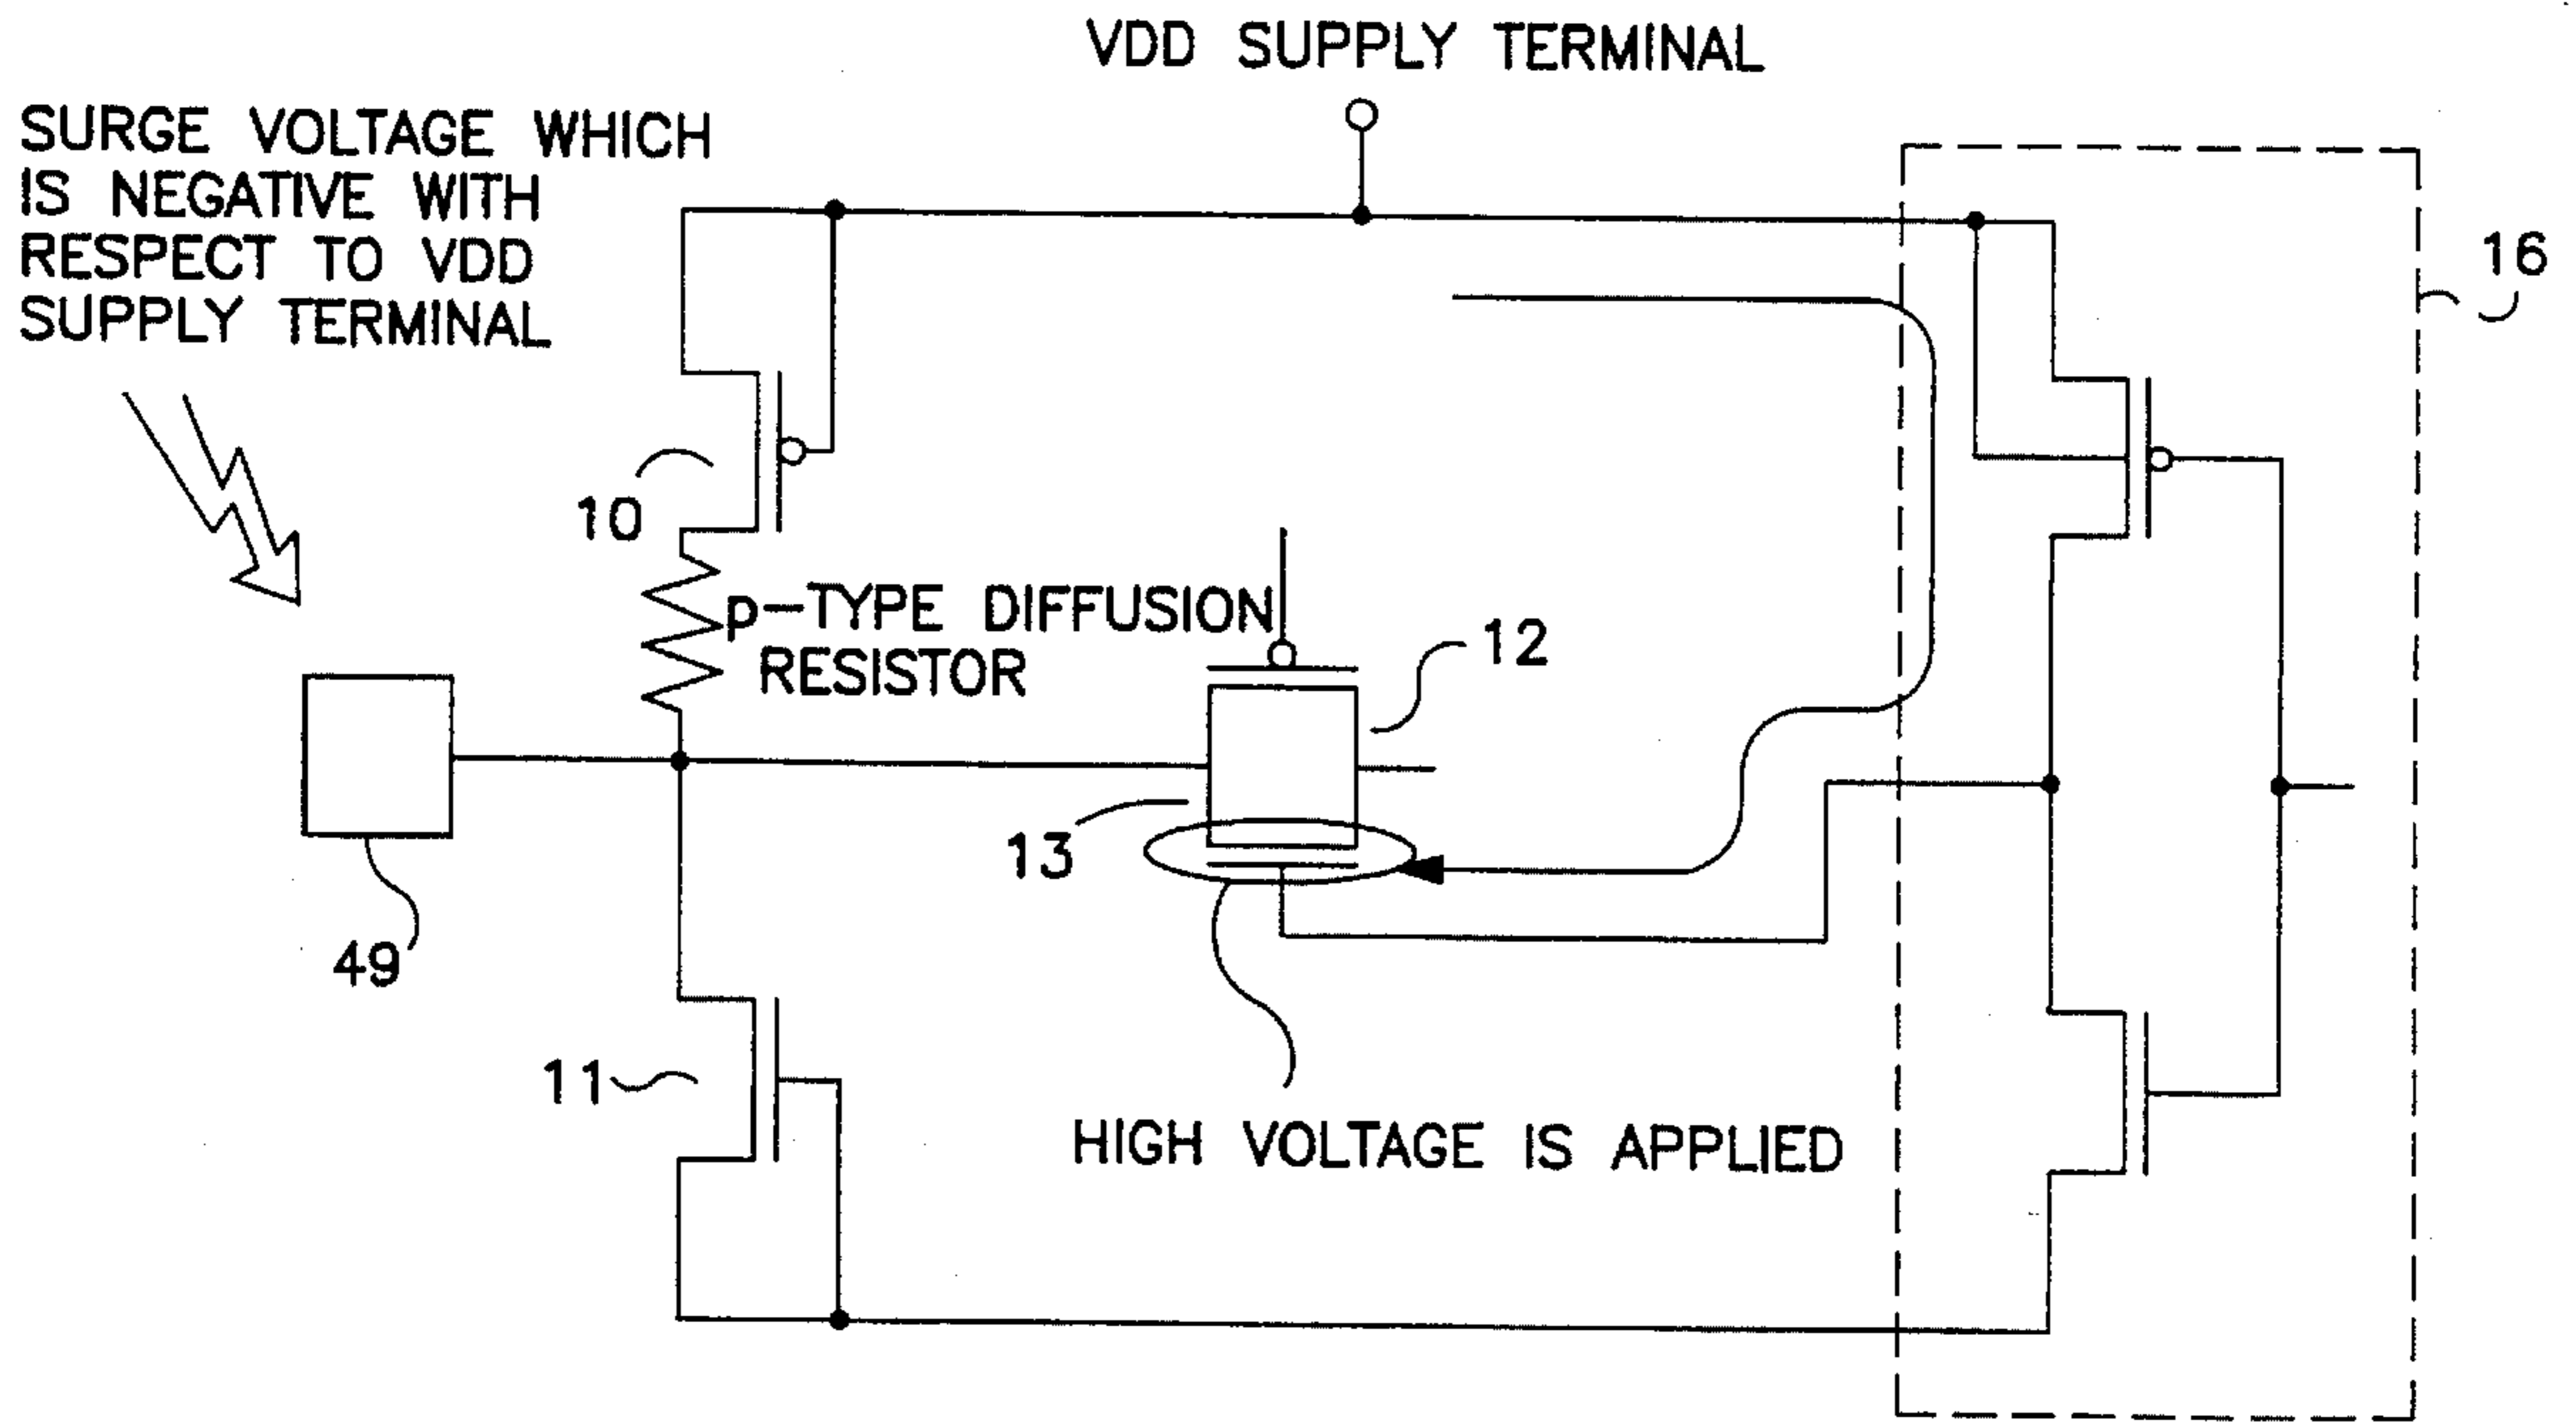 VDD SUPPLY TERMINAL
SURGE VOLTAGE WHICH
IS NEGATIVE WITH
RESPECT TO VDD
SUPPLY TERMINAL
16
10
p-TYPE DIFFUSION
RESISTOR
12
13
49
11
HIGH VOLTAGE IS APPLIED